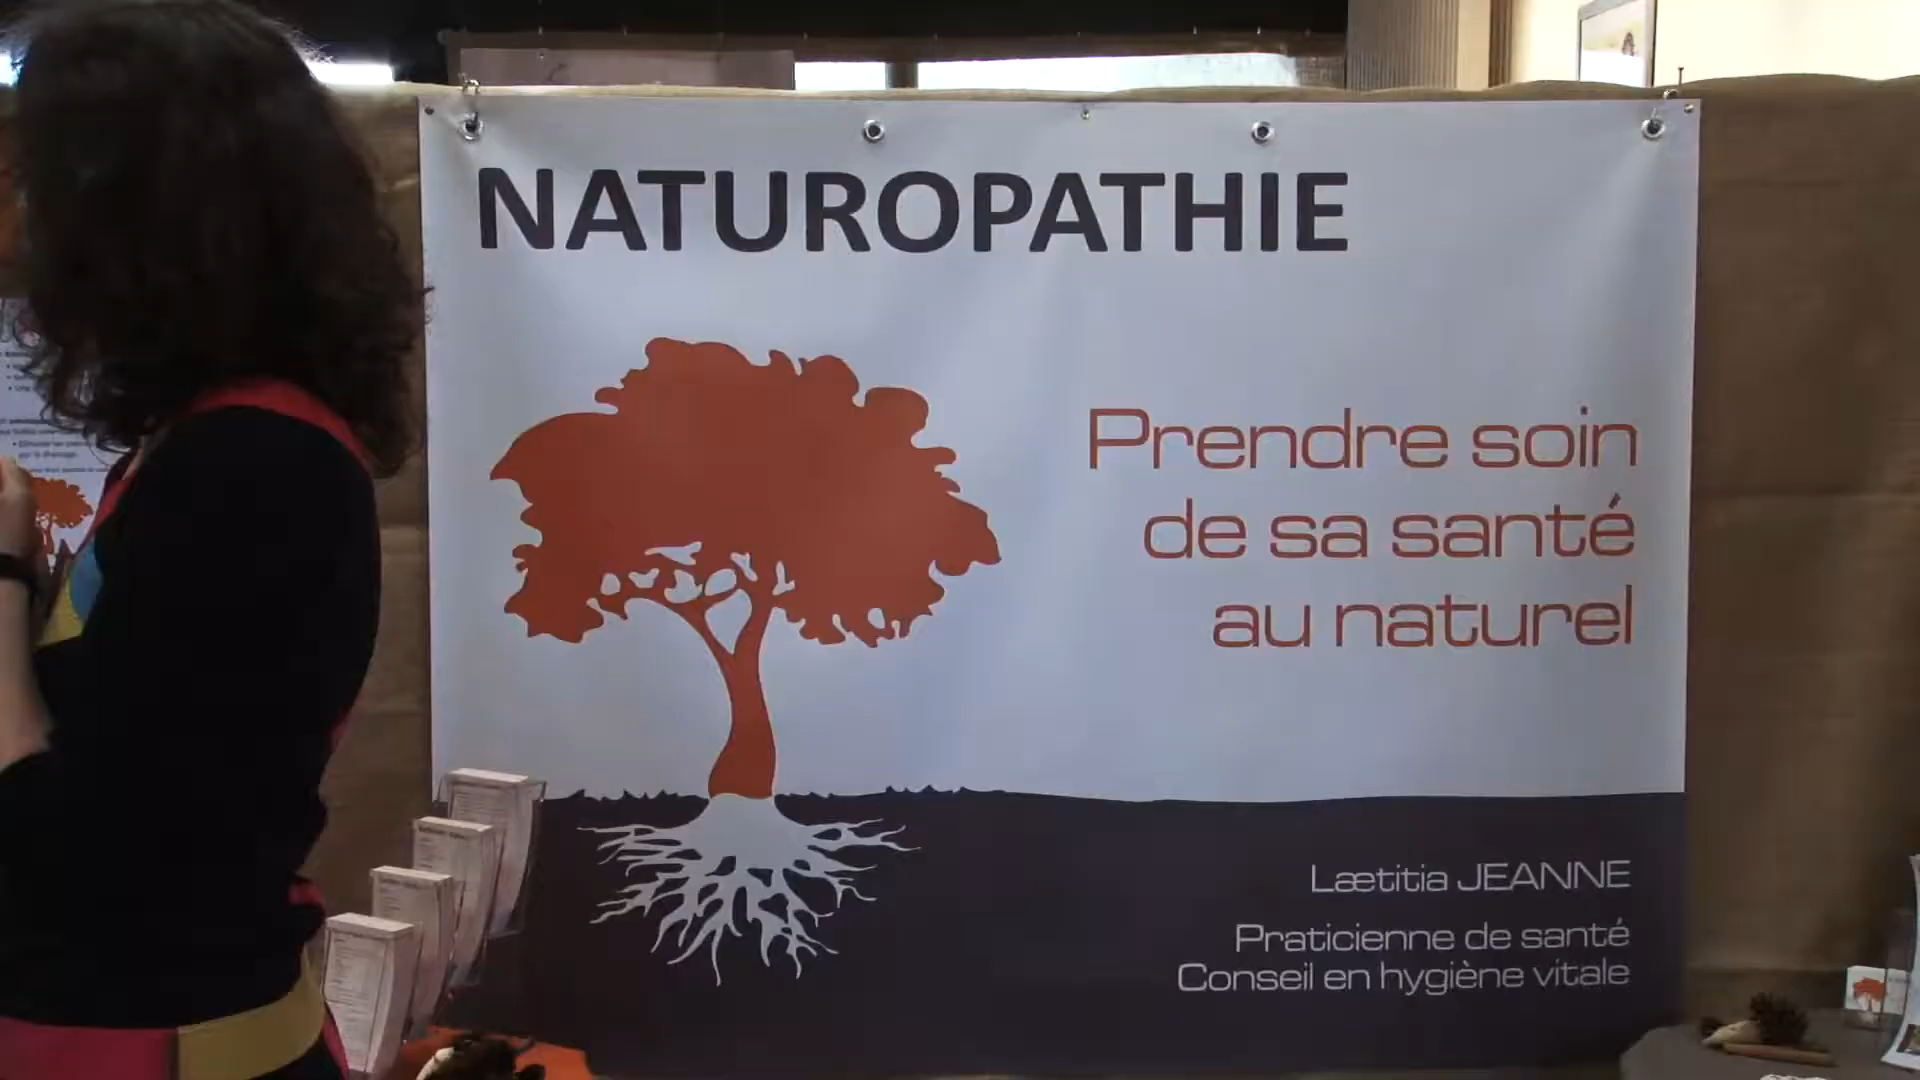 NATUROPATHIE
Prendre soin
de sa santé
au naturel
Lætitia JEANNE
Praticienne de santé
Conseil en hygiène vitale